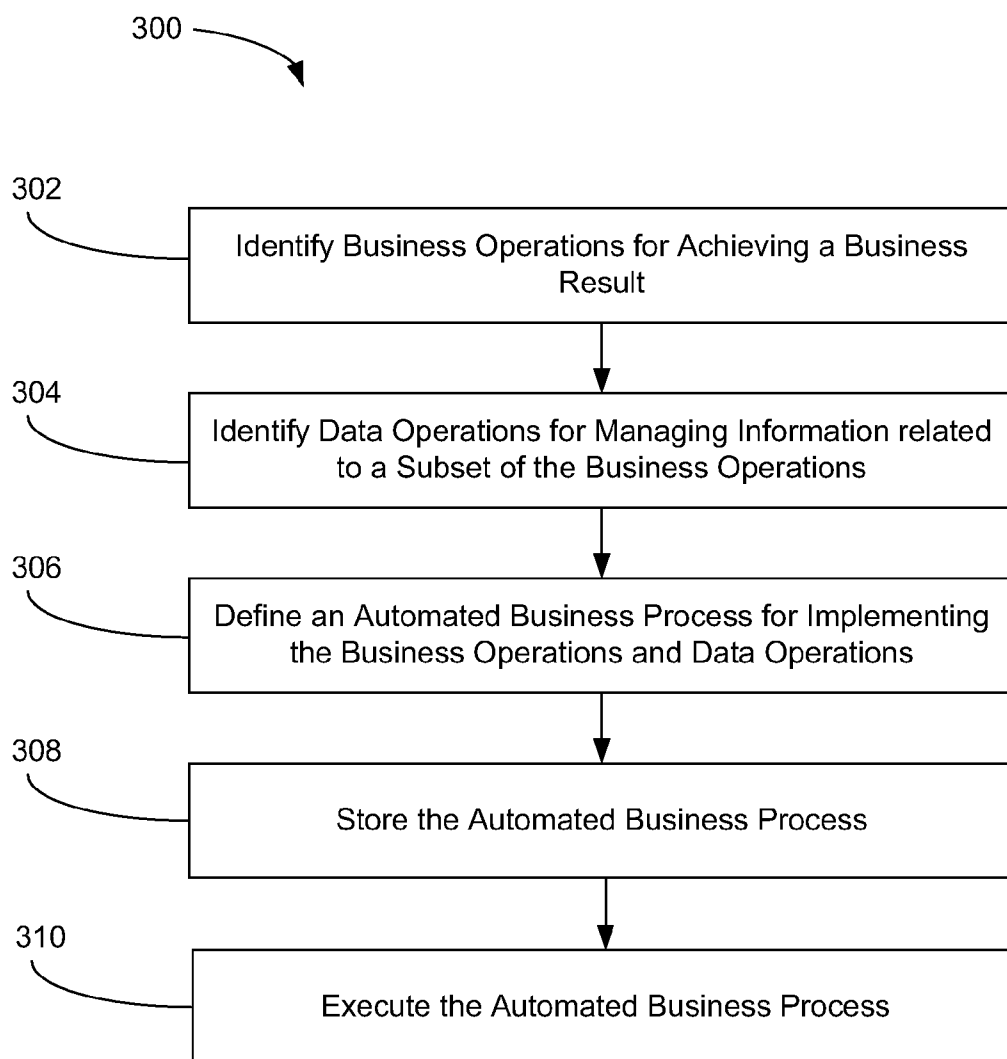 300
302
Identify Business Operations for Achieving a Business
Result
304
Identify Data Operations for Managing Information related
to a Subset of the Business Operations
306
Define an Automated Business Process for Implementing
the Business Operations and Data Operations
308
Store the Automated Business Process
310
Execute the Automated Business Process